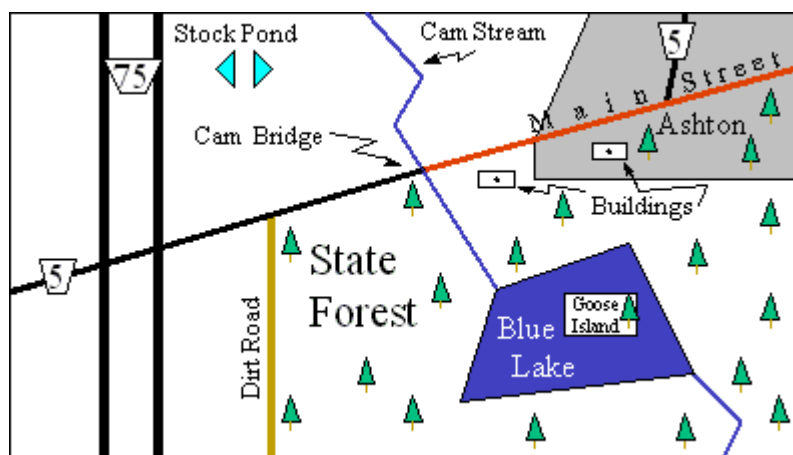 Stock Pond
Cam Stream
5
75
Main Street
Ashton
Cam Bridge
Buildings
State
Forest
5
Goose
Island
Blue
Lake
Dirt Road